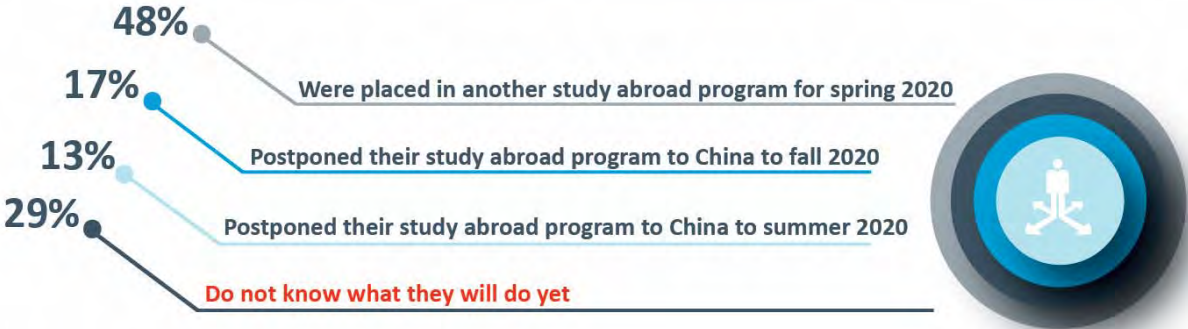 48%
Were placed in another study abroad program for spring 2020
17%
Postponed their study abroad program to China to fall 2020
13%
Postponed their study abroad program to China to summer 2020
29%
Do not know what they will do yet